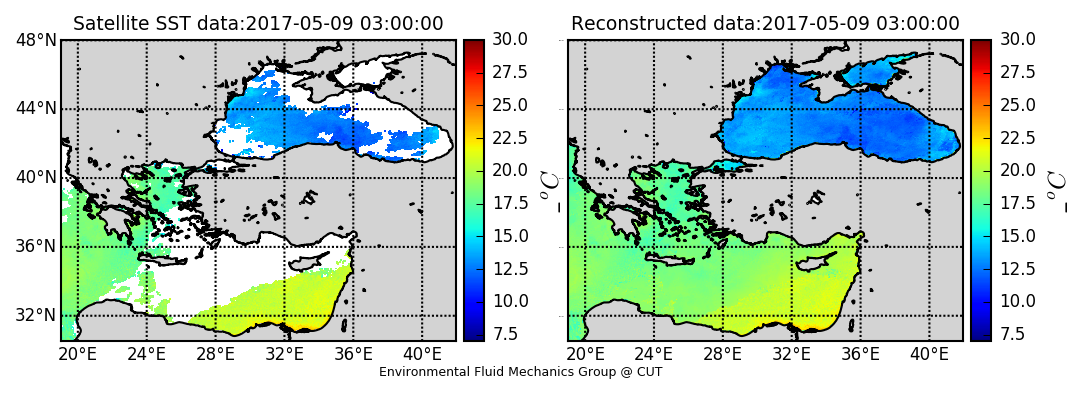 Satellite SST data:2017-05-09 03:00:00
48°N
44°N
40°N
36°N
32°N
20°E 24°E 28°E 32°E 36°E 40°E
30.0
27.5
25.0
22.5
20.0
17.5
15.0
12.5
10.0
7.5
_°C
Reconstructed data:2017-05-09 03:00:00
20°E 24°E 28°E 32°E 36°E 40°E
30.0
27.5
25.0
22.5
20.0
17.5
15.0
12.5
10.0
7.5
_°C
Environmental Fluid Mechanics Group @ CUT